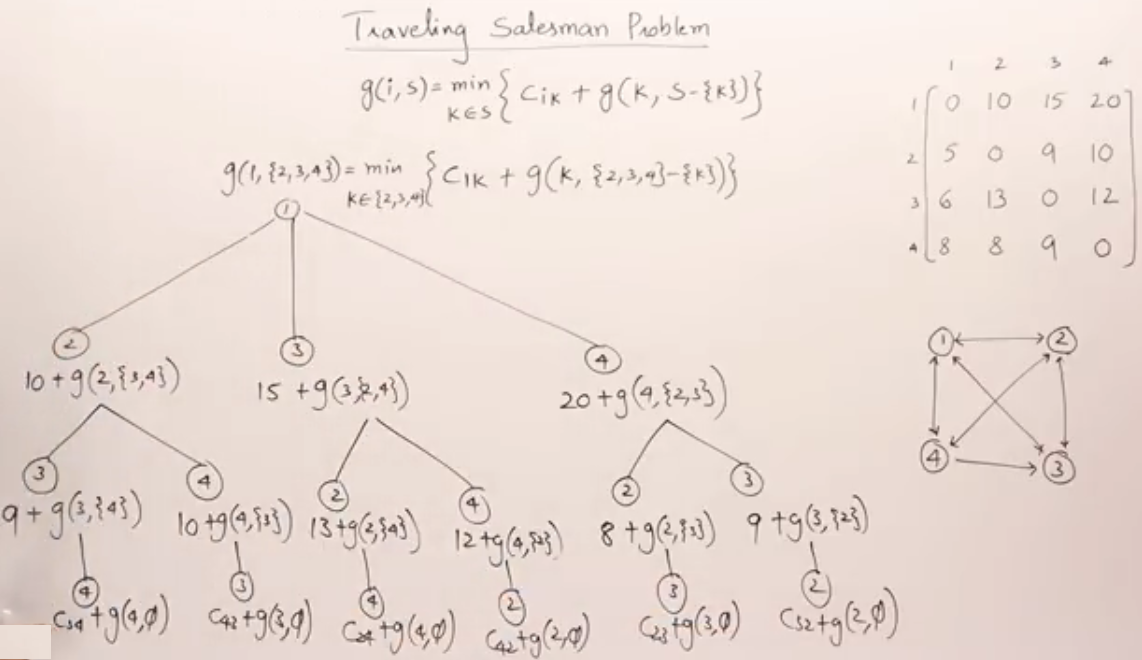 Traveling Salesman Problem
g(i,s)= min { Cik + g(k, S-{k})}
K∈S
g(1,{2,3,4})= min { C1K + g(k, {2,3,4}-{k})}
K∈{2,3,4}
1
2 3 4
10+g(2,{3,4}) 15 +g(3,{2,4}) 20+g(4,{2,3})
3 4 2 4 2 3
9 + g(3,{4}) 10+g(4,{3}) 13+g(2,{4}) 12+g(4,{2}) 8+g(2,{3}) 9+g(3,{2})
4 3 4 2 3 2
C34+g(4,∅) C43+g(3,∅) C24+g(4,∅) C42+g(2,∅) C23+g(3,∅) C32+g(2,∅)
1 2 3 4
1 0 10 15 20
2 5 0 9 10
3 6 13 0 12
4 8 8 9 0
1 2
4 3